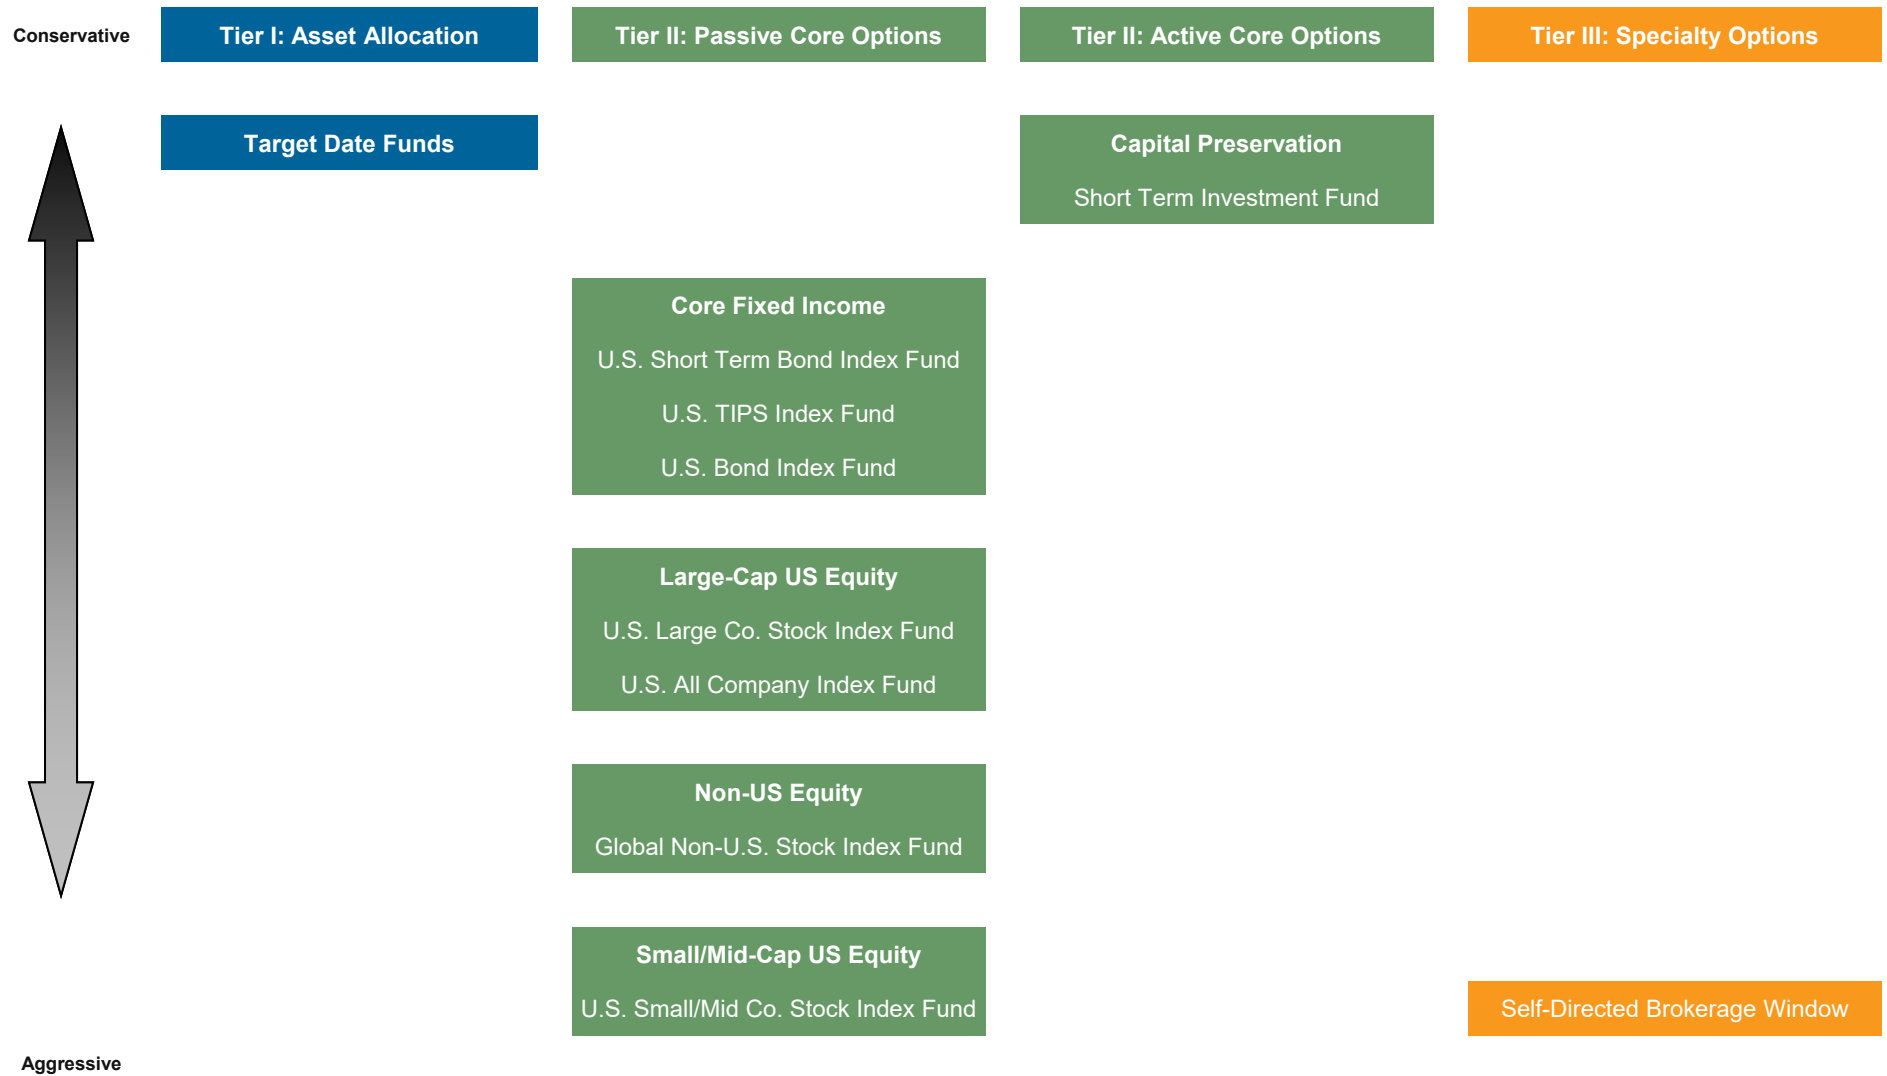 Conservative
Tier I: Asset Allocation
Tier II: Passive Core Options
Tier II: Active Core Options
Tier III: Specialty Options
Target Date Funds
Capital Preservation
Short Term Investment Fund
Core Fixed Income
U.S. Short Term Bond Index Fund
U.S. TIPS Index Fund
U.S. Bond Index Fund
Large-Cap US Equity
U.S. Large Co. Stock Index Fund
U.S. All Company Index Fund
Non-US Equity
Global Non-U.S. Stock Index Fund
Small/Mid-Cap US Equity
U.S. Small/Mid Co. Stock Index Fund
Self-Directed Brokerage Window
Aggressive